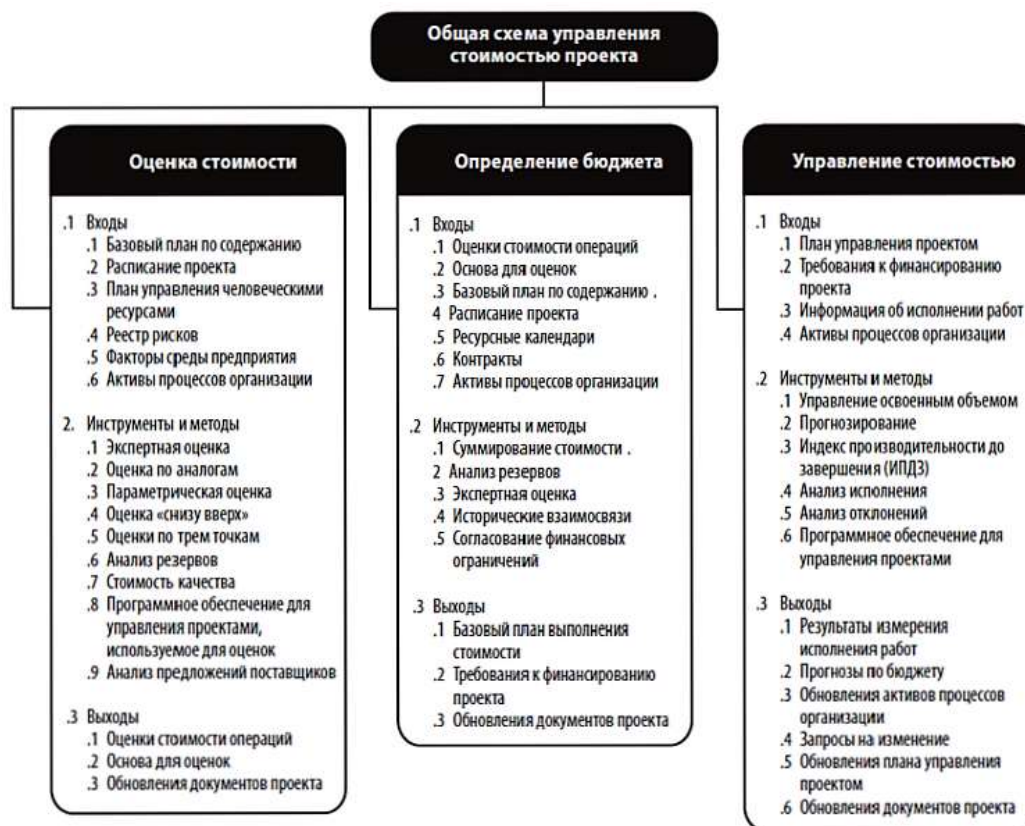 Общая схема управления
стоимостью проекта
Оценка стоимости
.1 Входы
.1 Базовый план по содержанию
.2 Расписание проекта
.3 План управления человеческими
ресурсами
.4 Реестр рисков
.5 Факторы среды предприятия
.6 Активы процессов организации
2. Инструменты и методы
.1 Экспертная оценка
.2 Оценка по аналогам
.3 Параметрическая оценка
.4 Оценка «снизу вверх»
.5 Оценки по трем точкам
.6 Анализ резервов
.7 Стоимость качества
.8 Программное обеспечение для
управления проектами,
используемое для оценок
.9 Анализ предложений поставщиков
.3 Выходы
.1 Оценки стоимости операций
.2 Основа для оценок
.3 Обновления документов проекта
Определение бюджета
.1 Входы
.1 Оценки стоимости операций
.2 Основа для оценок
.3 Базовый план по содержанию .
4 Расписание проекта
.5 Ресурсные календари
.6 Контракты
.7 Активы процессов организации
.2 Инструменты и методы
.1 Суммирование стоимости .
2 Анализ резервов
.3 Экспертная оценка
.4 Исторические взаимосвязи
.5 Согласование финансовых
ограничений
.3 Выходы
.1 Базовый план выполнения
стоимости
.2 Требования к финансированию
проекта
.3 Обновления документов проекта
Управление стоимостью
.1 Входы
.1 План управления проектом
.2 Требования к финансированию
проекта
.3 Информация об исполнении работ
.4 Активы процессов организации
.2 Инструменты и методы
.1 Управление освоенным объемом
.2 Прогнозирование
.3 Индекс производительности до
завершения (ИПДЗ)
.4 Анализ исполнения
.5 Анализ отклонений
.6 Программное обеспечение для
управления проектами
.3 Выходы
.1 Результаты измерения
исполнения работ
.2 Прогнозы по бюджету
.3 Обновления активов процессов
организации
.4 Запросы на изменение
.5 Обновления плана управления
проектом
.6 Обновления документов проекта